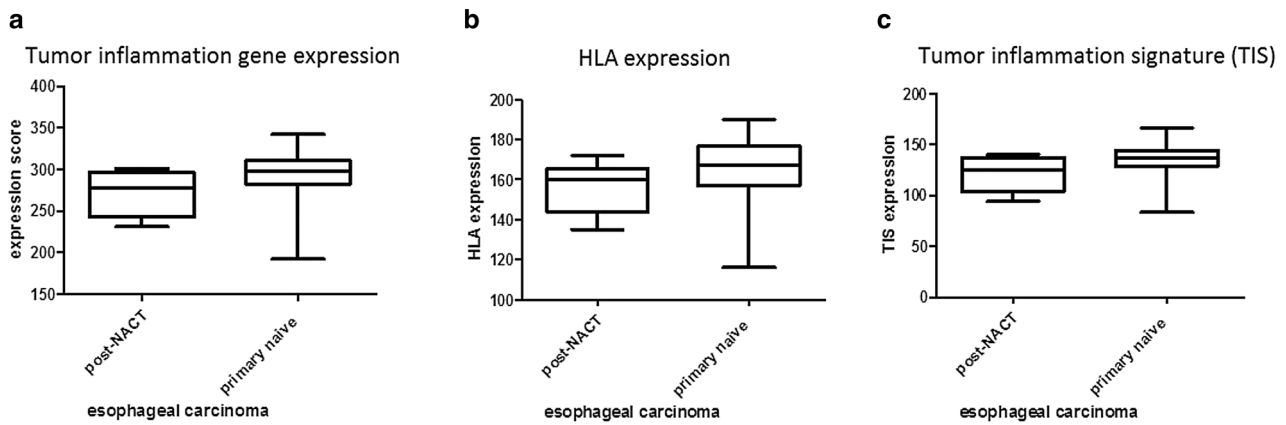 a
Tumor inflammation gene expression
expression score
400
350
300
250
200
150
post-NACT
primary naive
esophageal carcinoma
b
HLA expression
HLA expression
200
180
160
140
120
100
post-NACT
primary naive
esophageal carcinoma
c
Tumor inflammation signature (TIS)
TIS expression
200
150
100
50
0
post-NACT
primary naive
esophageal carcinoma